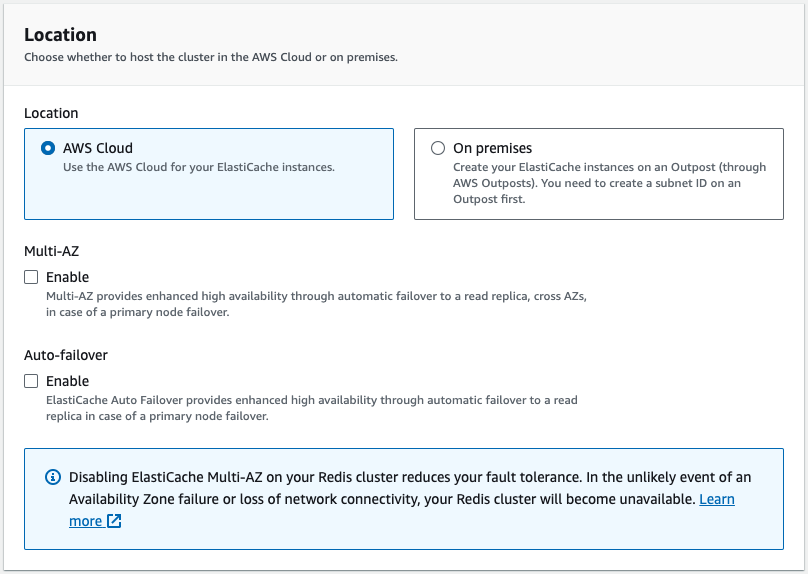 Location
Choose whether to host the cluster in the AWS Cloud or on premises.
Location
AWS Cloud
Use the AWS Cloud for your ElastiCache instances.
On premises
Create your ElastiCache instances on an Outpost (through
AWS Outposts). You need to create a subnet ID on an
Outpost first.
Multi-AZ
Enable
Multi-AZ provides enhanced high availability through automatic failover to a read replica, cross AZs,
in case of a primary node failover.
Auto-failover
Enable
ElastiCache Auto Failover provides enhanced high availability through automatic failover to a read
replica in case of a primary node failover.
Disabling ElastiCache Multi-AZ on your Redis cluster reduces your fault tolerance. In the unlikely event of an
Availability Zone failure or loss of network connectivity, your Redis cluster will become unavailable. Learn
more